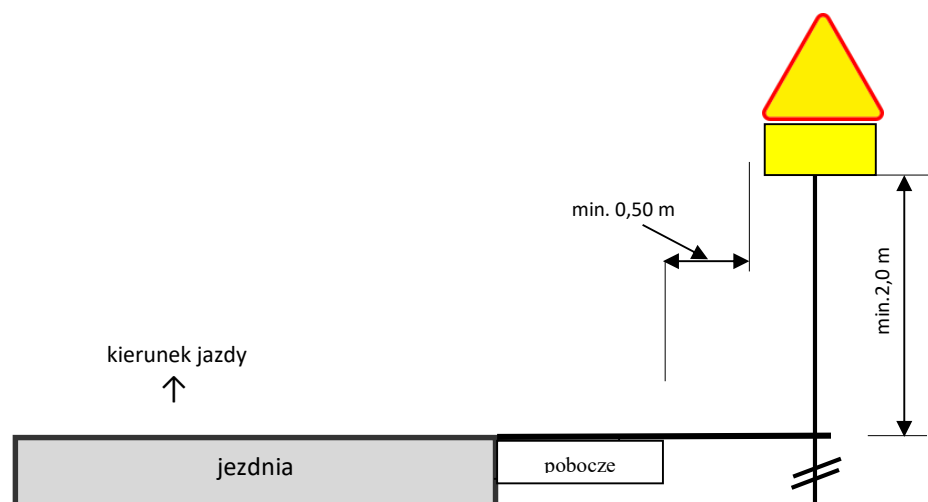 min. 0,50 m
min.2,0 m
kierunek jazdy
jezdnia
pobocze